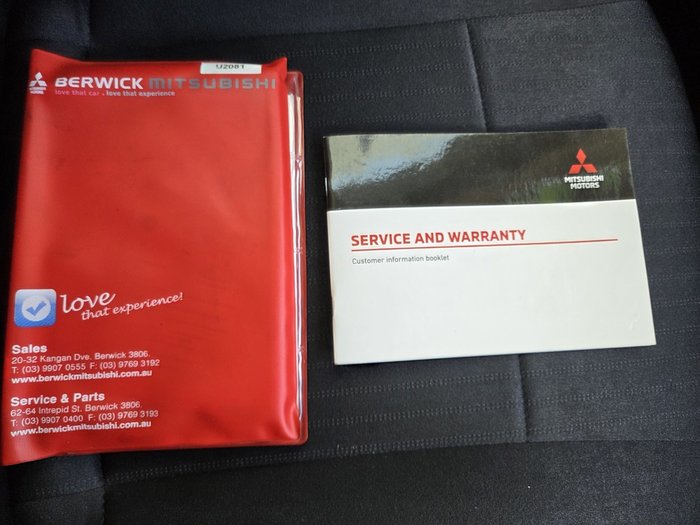 U2081
BERWICK MITSUBISHI
love that car - love that experience
love
that experience!
Sales
20-32 Kangan Dve. Berwick 3806.
T: (03) 9907 0555 F: (03) 9769 3192
www.berwickmitsubishi.com.au
Service & Parts
62-64 Intrepid St. Berwick 3806.
T: (03) 9907 0400 F: (03) 9769 3193
www.berwickmitsubishi.com.au
MITSUBISHI
MOTORS
SERVICE AND WARRANTY
Customer information booklet